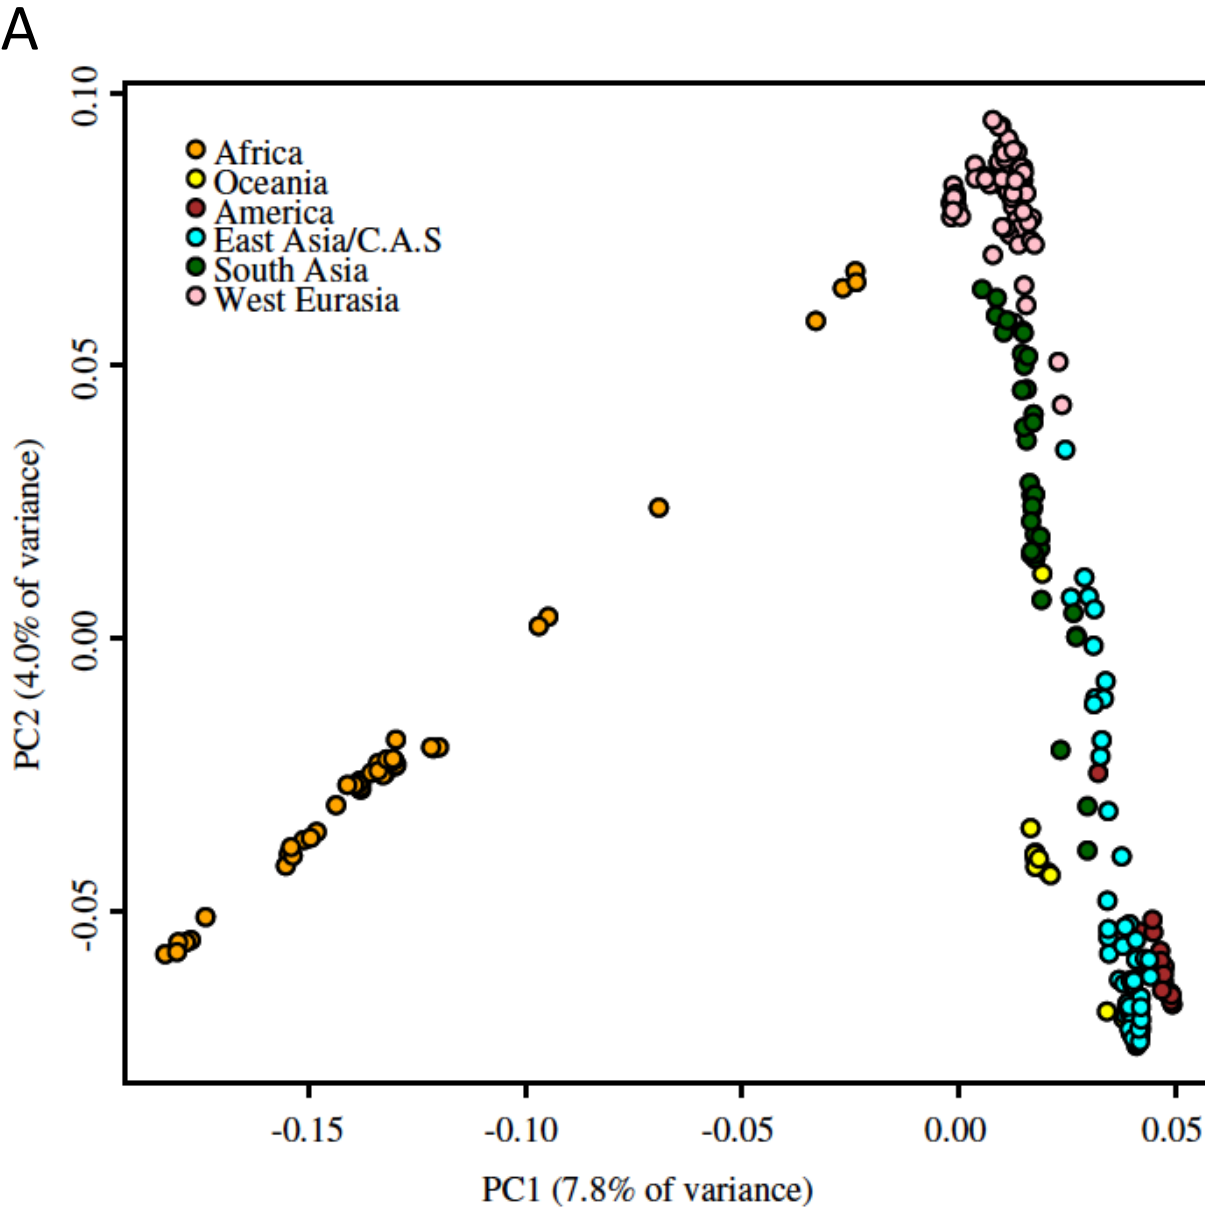 A
Africa
Oceania
America
East Asia/C.A.S
South Asia
West Eurasia
0.10
0.05
0.00
-0.05
PC2 (4.0% of variance)
-0.15
-0.10
-0.05
0.00
0.05
PC1 (7.8% of variance)